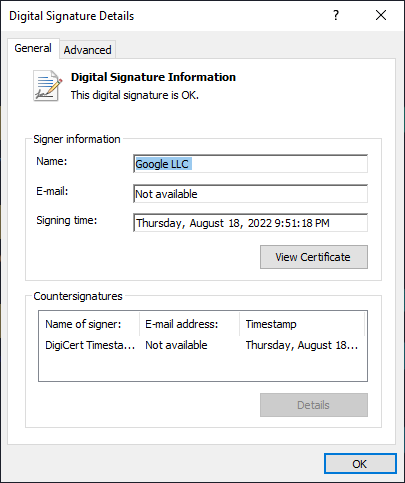 Digital Signature Details
?
General Advanced
Digital Signature Information
This digital signature is OK.
Signer information
Name: Google LLC
E-mail: Not available
Signing time: Thursday, August 18, 2022 9:51:18 PM
View Certificate
Countersignatures
Name of signer: E-mail address: Timestamp
DigiCert Timesta... Not available Thursday, August 18...
Details
OK